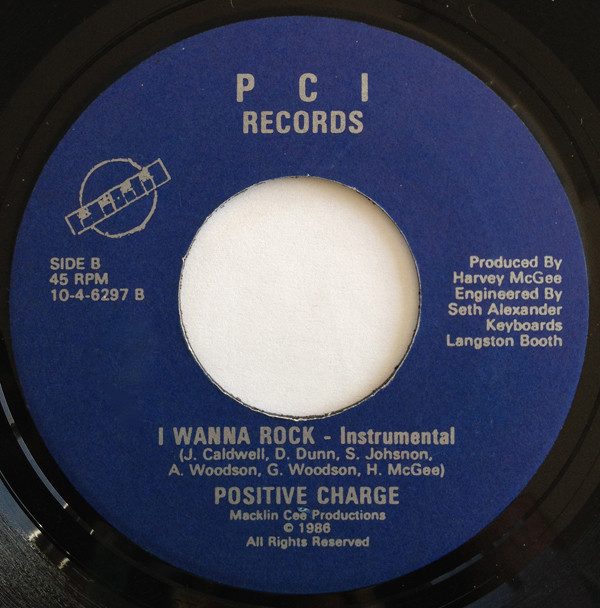 P C I
RECORDS
SIDE B
45 RPM
10-4-6297 B
Produced By
Harvey McGee
Engineered By
Seth Alexander
Keyboards
Langston Booth
I WANNA ROCK - Instrumental
(J. Caldwell, D. Dunn, S. Johsnon,
A. Woodson, G. Woodson, H. McGee)
POSITIVE CHARGE
Macklin Cee Productions
© 1986
All Rights Reserved